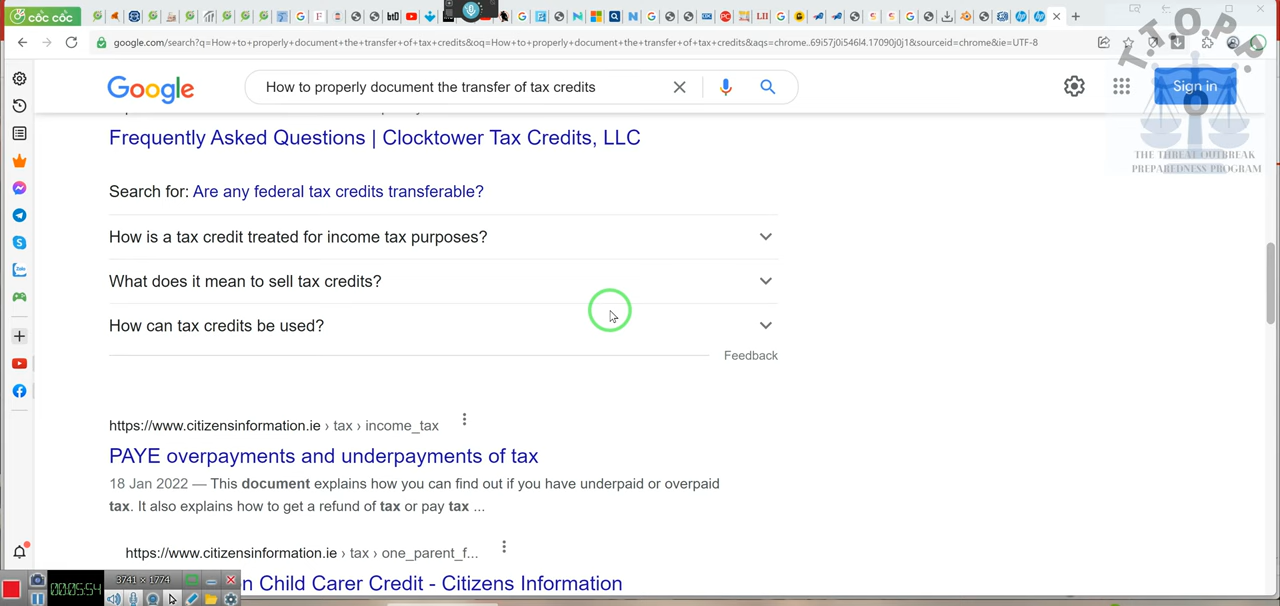 CỐC CỐC
google.com/search?q=How+to+properly+document+the+transfer+of+tax+credits&oq=How+to+properly+document+the+transfer+of+tax+credits&aqs=chrome..69i57j0i546l4.17090j0j1&sourceid=chrome&ie=UTF-8
T.T.O.P.P.
Google
How to properly document the transfer of tax credits
Sign in
THE THREAT OUTBREAK
PREPAREDNESS PROGRAM
Frequently Asked Questions | Clocktower Tax Credits, LLC
Search for: Are any federal tax credits transferable?
How is a tax credit treated for income tax purposes?
What does it mean to sell tax credits?
How can tax credits be used?
Feedback
https://www.citizensinformation.ie › tax › income_tax
PAYE overpayments and underpayments of tax
18 Jan 2022 — This document explains how you can find out if you have underpaid or overpaid
tax. It also explains how to get a refund of tax or pay tax ...
https://www.citizensinformation.ie › tax › one_parent_f...
n Child Carer Credit - Citizens Information
00:05:54
3741 x 1774